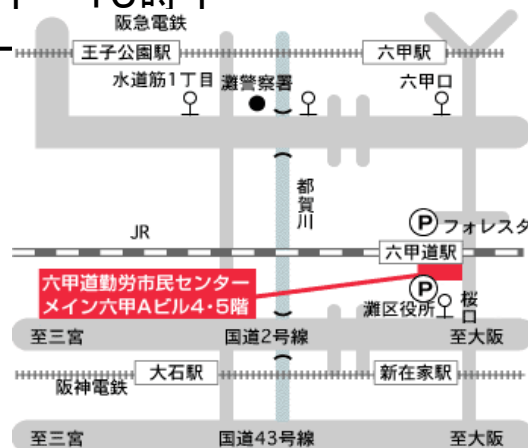 阪急電鉄
王子公園駅
六甲駅
水道筋1丁目
灘警察署
六甲口
都賀川
P フォレスタ
JR
六甲道駅
六甲道勤労市民センター
メイン六甲Aビル4・5階
P
灘区役所
桜口
至三宮
国道2号線
至大阪
大石駅
新在家駅
阪神電鉄
至三宮
国道43号線
至大阪